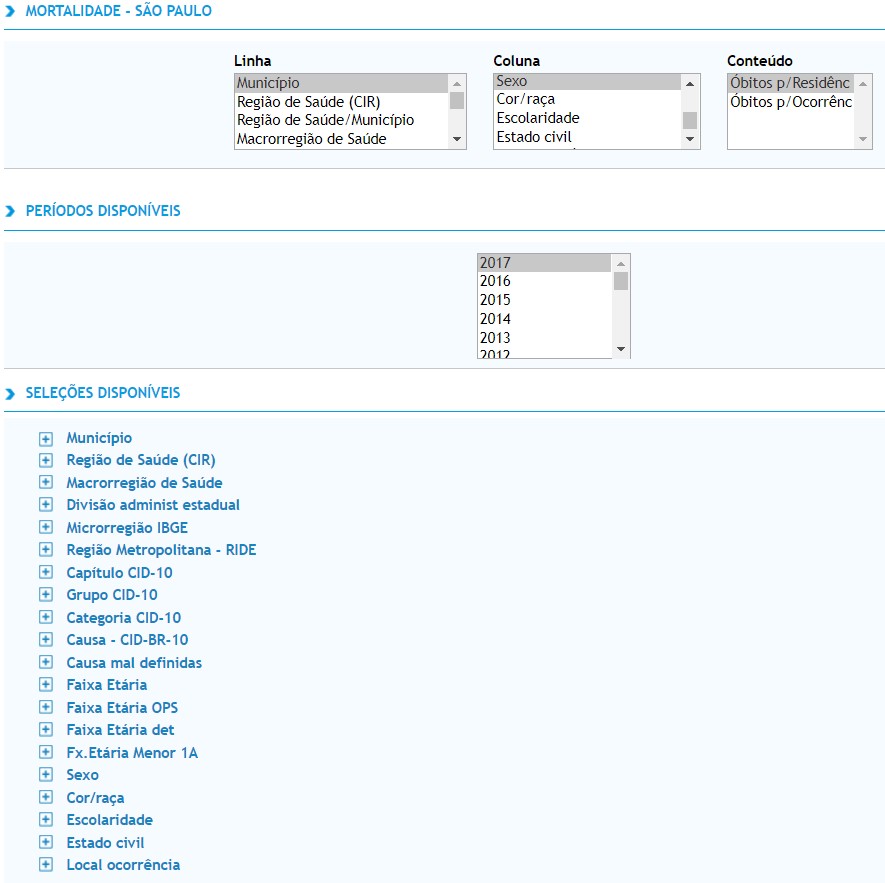 MORTALIDADE - SÃO PAULO
Linha
Município
Região de Saúde (CIR)
Região de Saúde/Município
Macrorregião de Saúde
Coluna
Sexo
Cor/raça
Escolaridade
Estado civil
Conteúdo
Óbitos p/Residênc
Óbitos p/Ocorrênc
PERÍODOS DISPONÍVEIS
2017
2016
2015
2014
2013
2012
SELEÇÕES DISPONÍVEIS
Município
Região de Saúde (CIR)
Macrorregião de Saúde
Divisão administ estadual
Microrregião IBGE
Região Metropolitana - RIDE
Capítulo CID-10
Grupo CID-10
Categoria CID-10
Causa - CID-BR-10
Causa mal definidas
Faixa Etária
Faixa Etária OPS
Faixa Etária det
Fx.Etária Menor 1A
Sexo
Cor/raça
Escolaridade
Estado civil
Local ocorrência